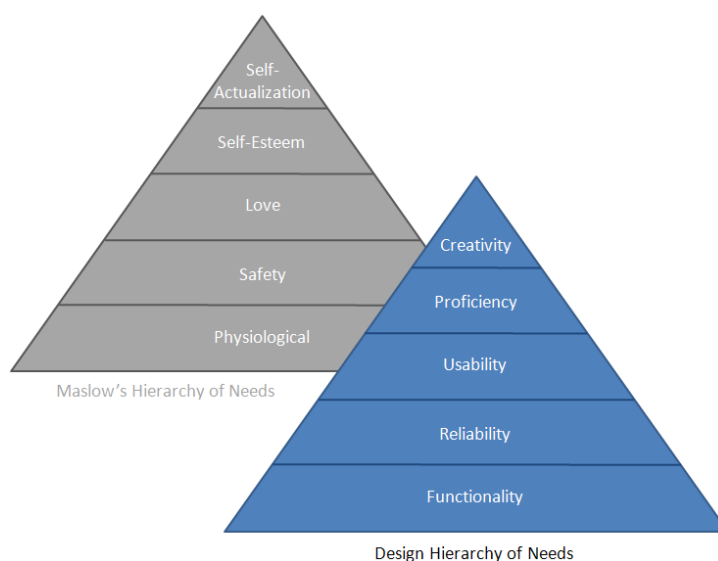 Self-
Actualization
Self-Esteem
Love
Safety
Physiological
Maslow's Hierarchy of Needs
Creativity
Proficiency
Usability
Reliability
Functionality
Design Hierarchy of Needs